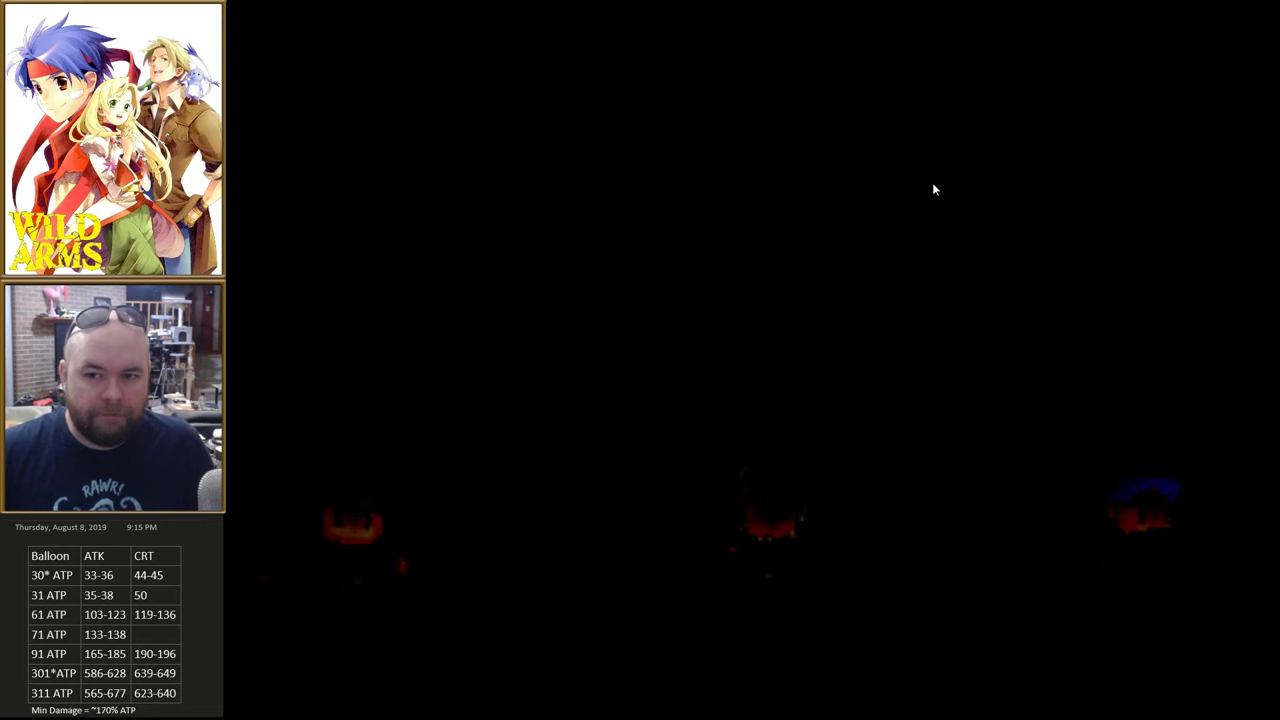 WILD
ARMS
RAWR!
Thursday, August 8, 2019 9:15 PM
Balloon ATK CRT
30* ATP 33-36 44-45
31 ATP 35-38 50
61 ATP 103-123 119-136
71 ATP 133-138
91 ATP 165-185 190-196
301*ATP 586-628 639-649
311 ATP 565-677 623-640
Min Damage = ~170% ATP